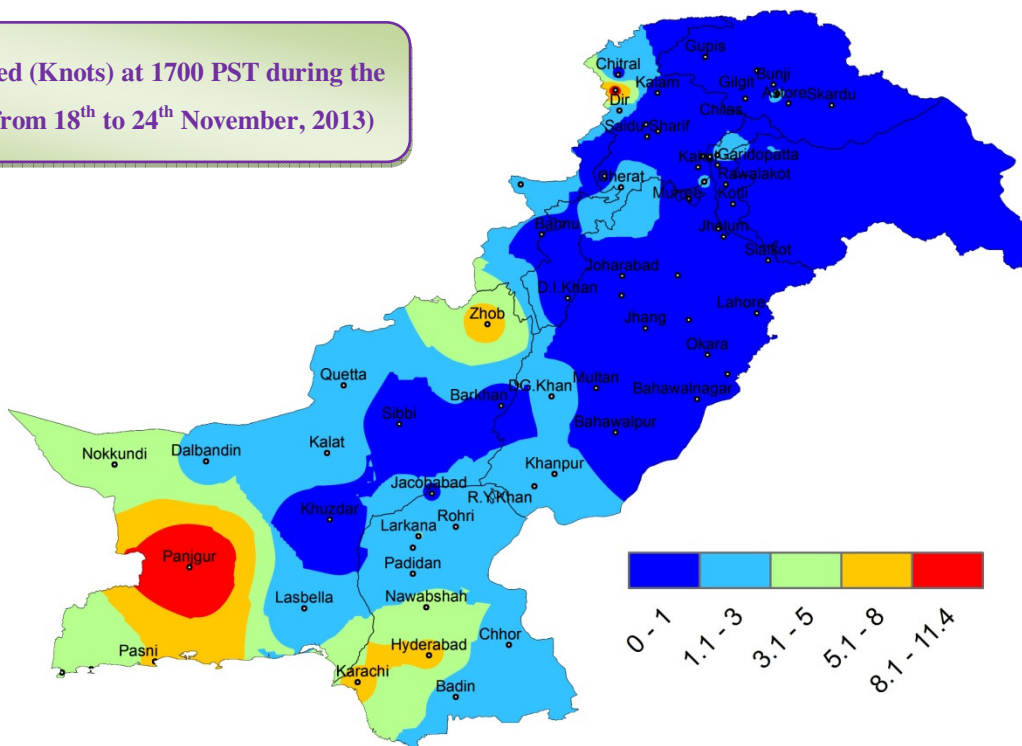 ed (Knots) at 1700 PST during the
from 18th to 24th November, 2013)
Gupis
Chitral
Bunji
Kalam
Gilgit
Astore
Skardu
Dir
Chilas
Saidu Sharif
Garidopatta
Rawalakot
Kotli
Bannu
Jhelum
Sialkot
Joharabad
D.I.Khan
Lahore
Zhob
Jhang
Okara
Quetta
Barkhan
D.G.Khan
Multan
Bahawalnagar
Sibbi
Bahawalpur
Nokkundi
Dalbandin
Kalat
Khanpur
Jacobabad
R.Y.Khan
Khuzdar
Larkana
Rohri
Panjgur
Padidan
Lasbella
Nawabshah
Pasni
Hyderabad
Chhor
Karachi
Badin
0 - 1
1.1 - 3
3.1 - 5
5.1 - 8
8.1 - 11.4